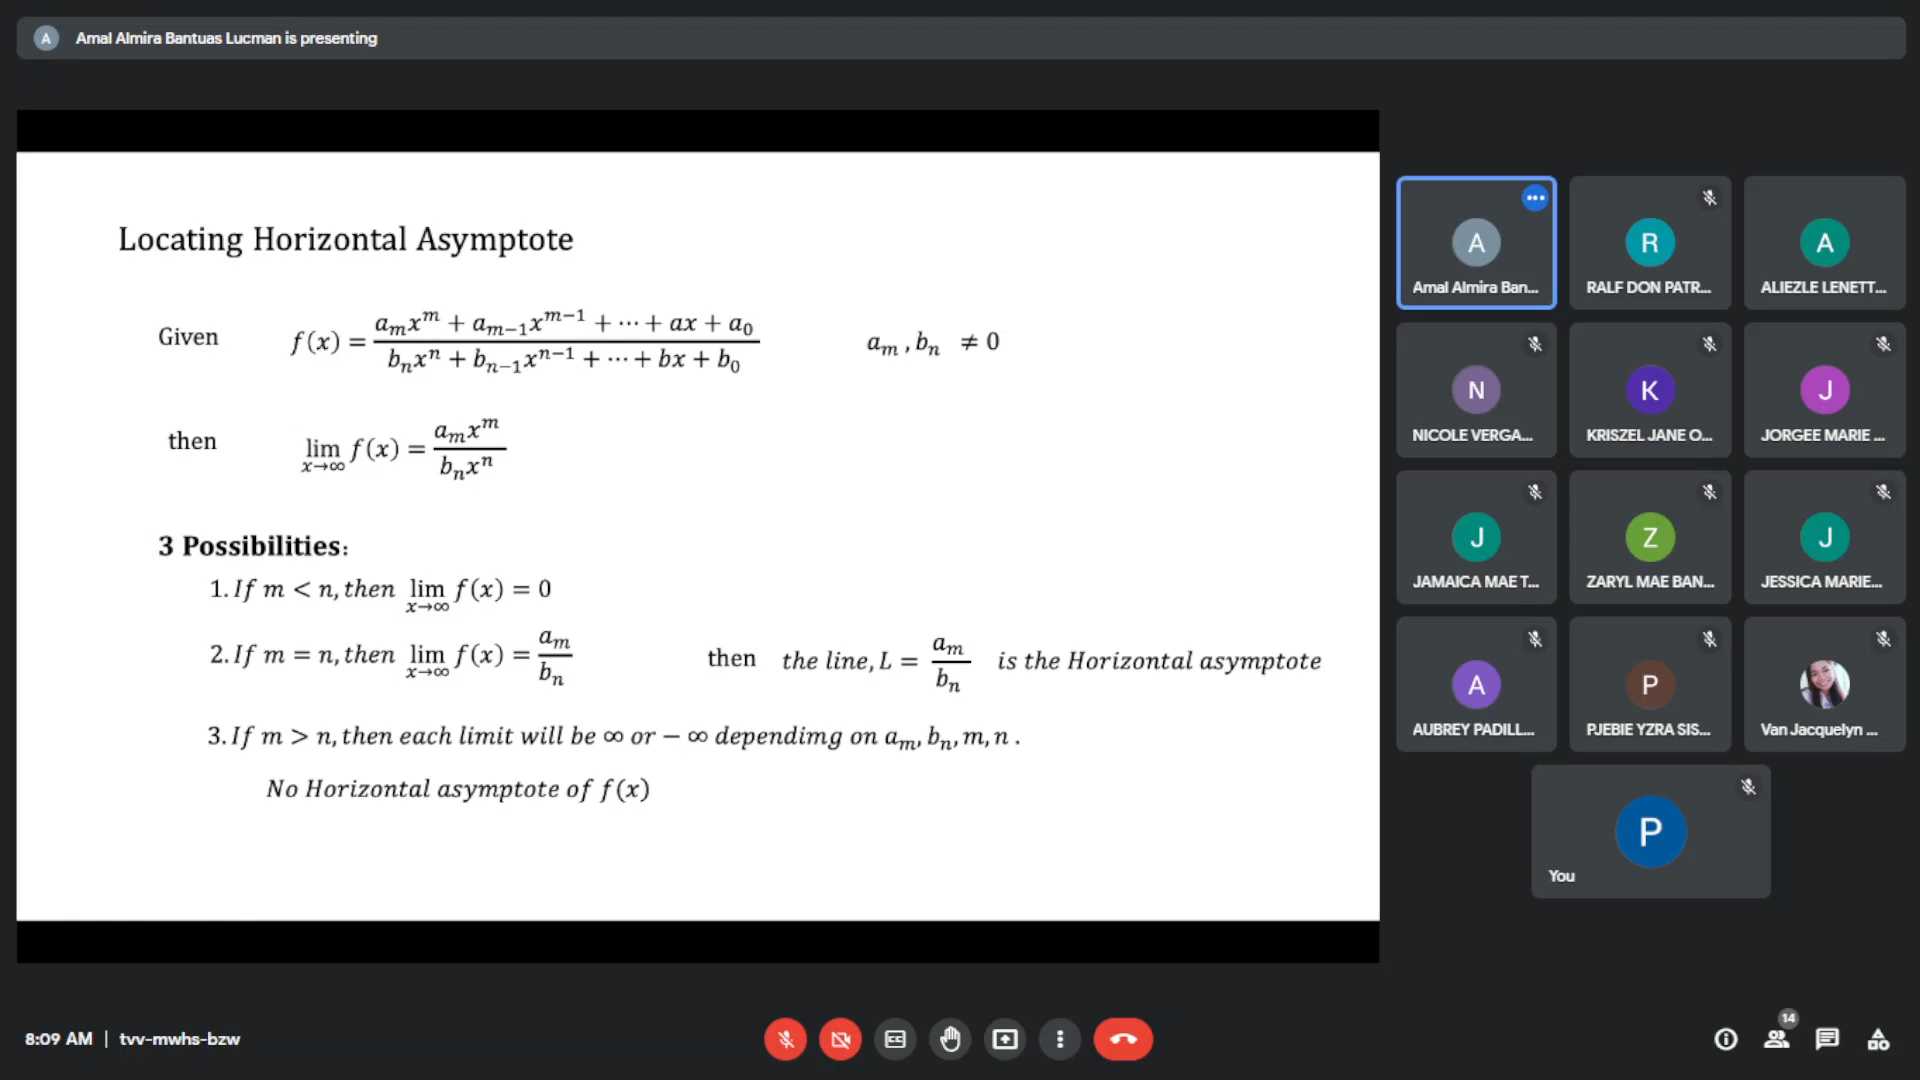 A Amal Almira Bantuas Lucman is presenting
Locating Horizontal Asymptote
Given f(x) = \frac{a_m x^m + a_{m-1} x^{m-1} + ⋯ + ax + a_0}{b_n x^n + b_{n-1} x^{n-1} + ⋯ + bx + b_0} a_m , b_n ≠ 0
then \lim_{x→∞} f(x) = \frac{a_m x^m}{b_n x^n}
3 Possibilities:
1. If m < n, then \lim_{x→∞} f(x) = 0
2. If m = n, then \lim_{x→∞} f(x) = \frac{a_m}{b_n} then the line, L = \frac{a_m}{b_n} is the Horizontal asymptote
3. If m > n, then each limit will be ∞ or − ∞ dependimg on a_m, b_n, m, n .
No Horizontal asymptote of f(x)
A
Amal Almira Ban...
R
RALF DON PATR...
A
ALIEZLE LENETT...
N
NICOLE VERGA...
K
KRISZEL JANE O...
J
JORGEE MARIE ...
J
JAMAICA MAE T...
Z
ZARYL MAE BAN...
J
JESSICA MARIE...
A
AUBREY PADILL...
P
PJEBIE YZRA SIS...
Van Jacquelyn ...
P
You
8:09 AM | tvv-mwhs-bzw
CC
14